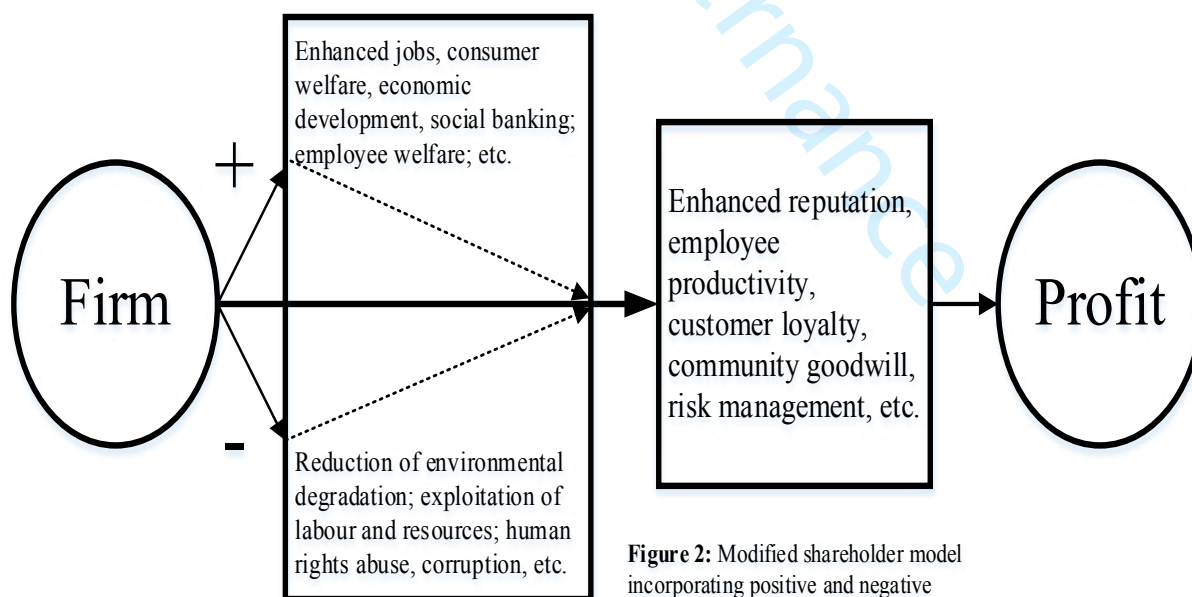 Enhanced jobs, consumer
welfare, economic
development, social banking;
employee welfare; etc.
+
Firm
-
Reduction of environmental
degradation; exploitation of
labour and resources; human
rights abuse, corruption, etc.
Enhanced reputation,
employee
productivity,
customer loyalty,
community goodwill,
risk management, etc.
Profit
Figure 2: Modified shareholder model
incorporating positive and negative
ernance